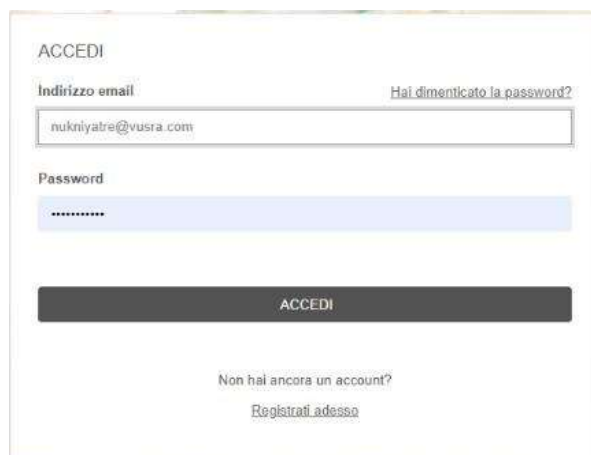 ACCEDI
Indirizzo email Hai dimenticato la password?
nukniyatre@vusra.com
Password
•••••••••••
ACCEDI
Non hai ancora un account?
Registrati adesso